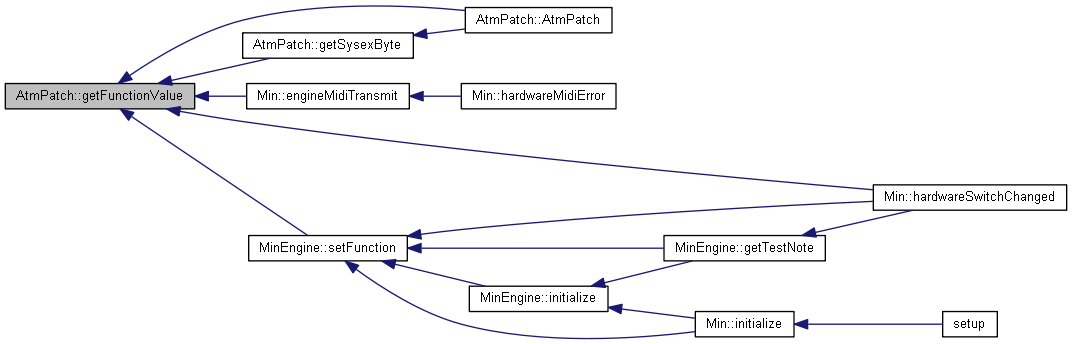 AtmPatch::AtmPatch
AtmPatch::getSysexByte
AtmPatch::getFunctionValue
Min::engineMidiTransmit
Min::hardwareMidiError
Min::hardwareSwitchChanged
MinEngine::setFunction
MinEngine::getTestNote
MinEngine::initialize
Min::initialize
setup